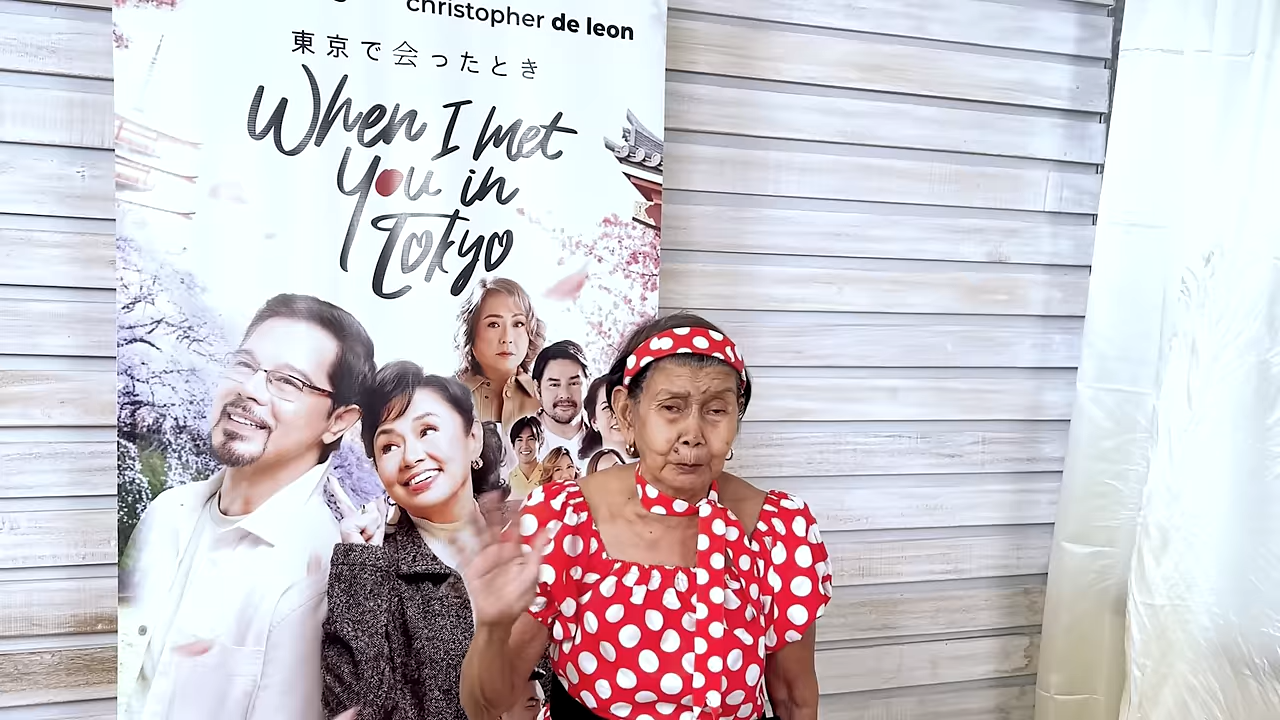 christopher de leon
東京で会ったとき
When I met
You in
Tokyo